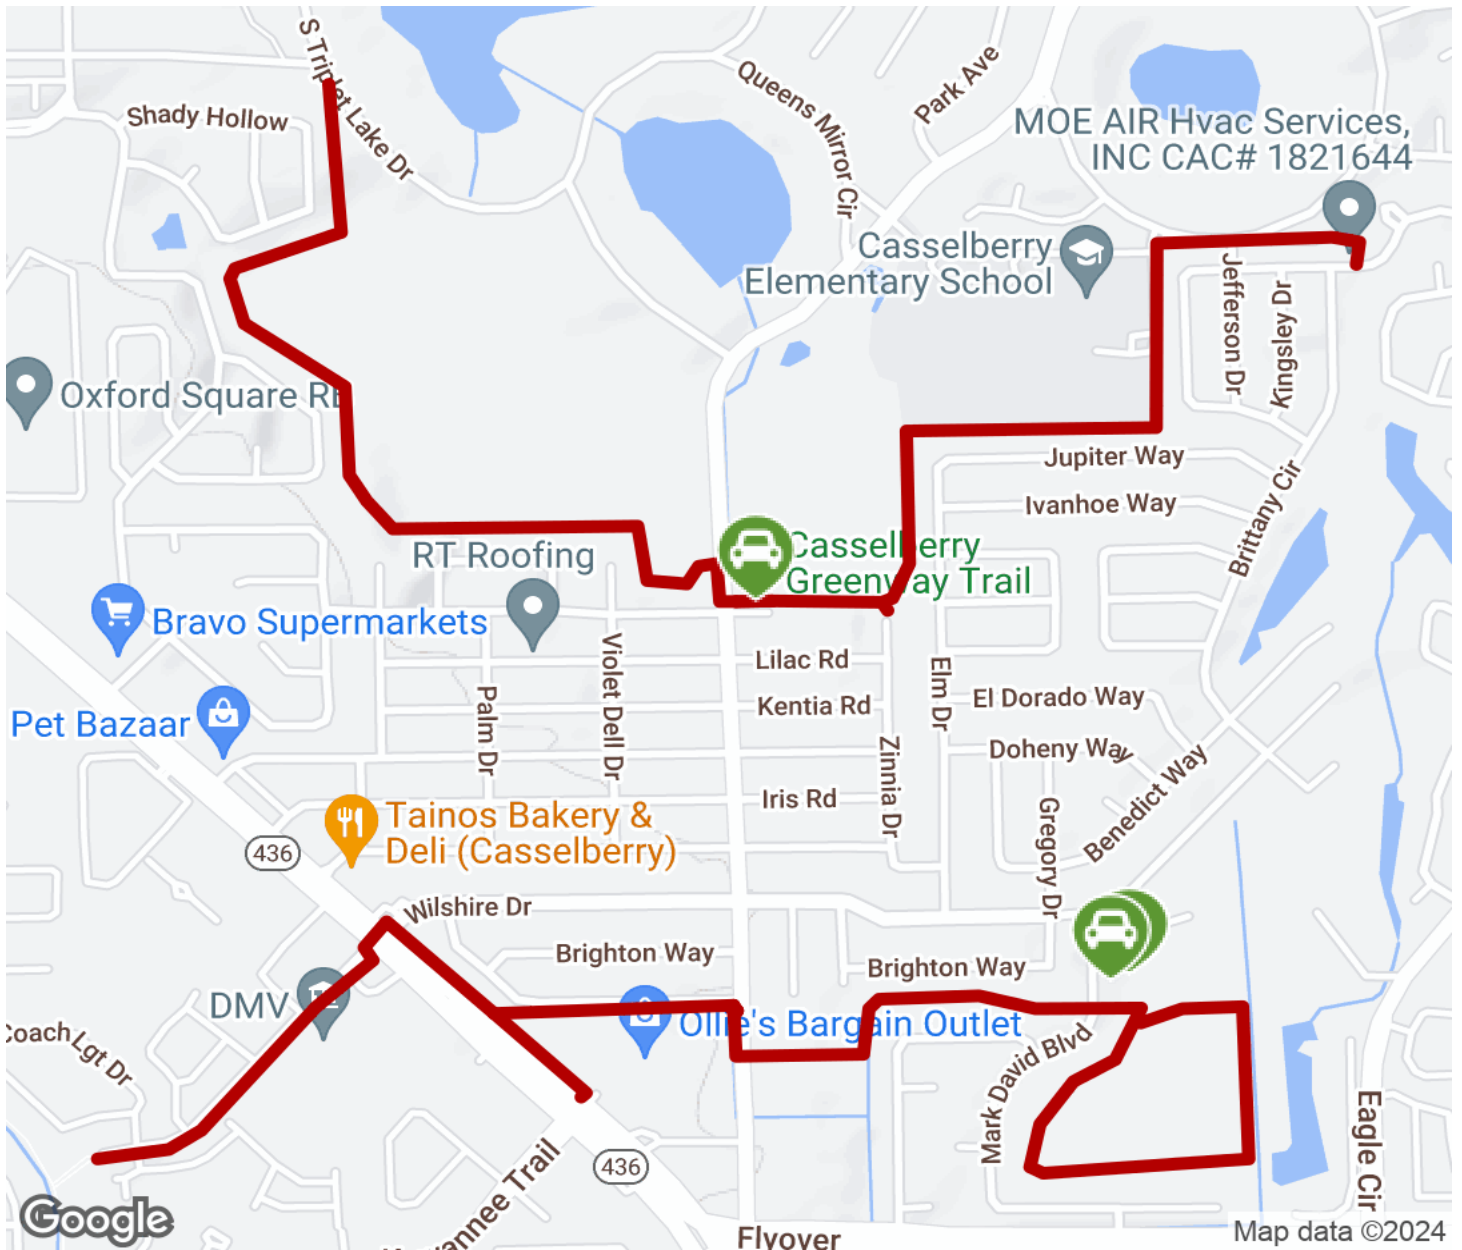 S Triplet Lake Dr
Shady Hollow
Queens Mirror Cir
Park Ave
MOE AIR Hvac Services,
INC CAC# 1821644
Casselberry
Elementary School
Jefferson Dr
Kingsley Dr
Oxford Square
Jupiter Way
Ivanhoe Way
Brittany Cir
RT Roofing
Casselberry
Greenway Trail
Bravo Supermarkets
Violet Dell Dr
Lilac Rd
Elm Dr
Palm Dr
Kentia Rd
El Dorado Way
Pet Bazaar
Zinnia Dr
Doheny Way
Benedict Way
Iris Rd
Gregory Dr
Tainos Bakery &
Deli (Casselberry)
436
Wilshire Dr
Brighton Way
Brighton Way
DMV
Ollie's Bargain Outlet
Coach Lgt Dr
Mark David Blvd
Eagle Cir
436
Trail
Flyover
Google
Map data ©2024